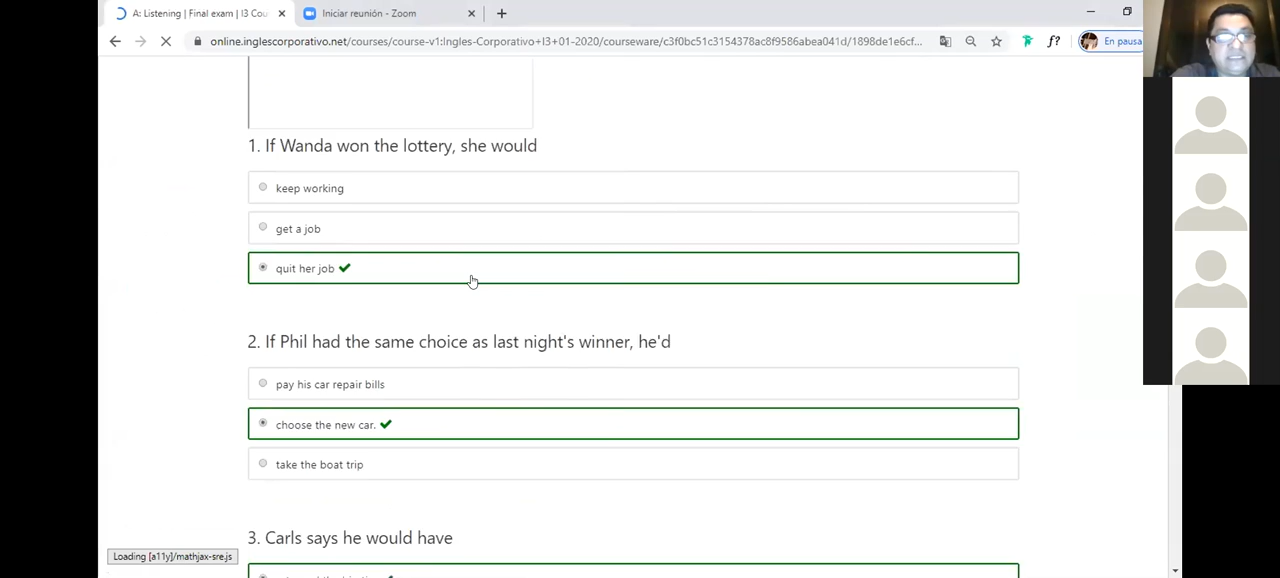 A: Listening | Final exam | I3 Cou
Iniciar reunión - Zoom
online.inglescorporativo.net/courses/course-v1:Ingles-Corporativo+I3+01-2020/courseware/c3f0bc51c3154378ac8f9586abea041d/1898de1e6cf...
f?
En pausa
1. If Wanda won the lottery, she would
keep working
get a job
quit her job
2. If Phil had the same choice as last night's winner, he'd
pay his car repair bills
choose the new car.
take the boat trip
3. Carls says he would have
Loading [a11y]/mathjax-sre.js